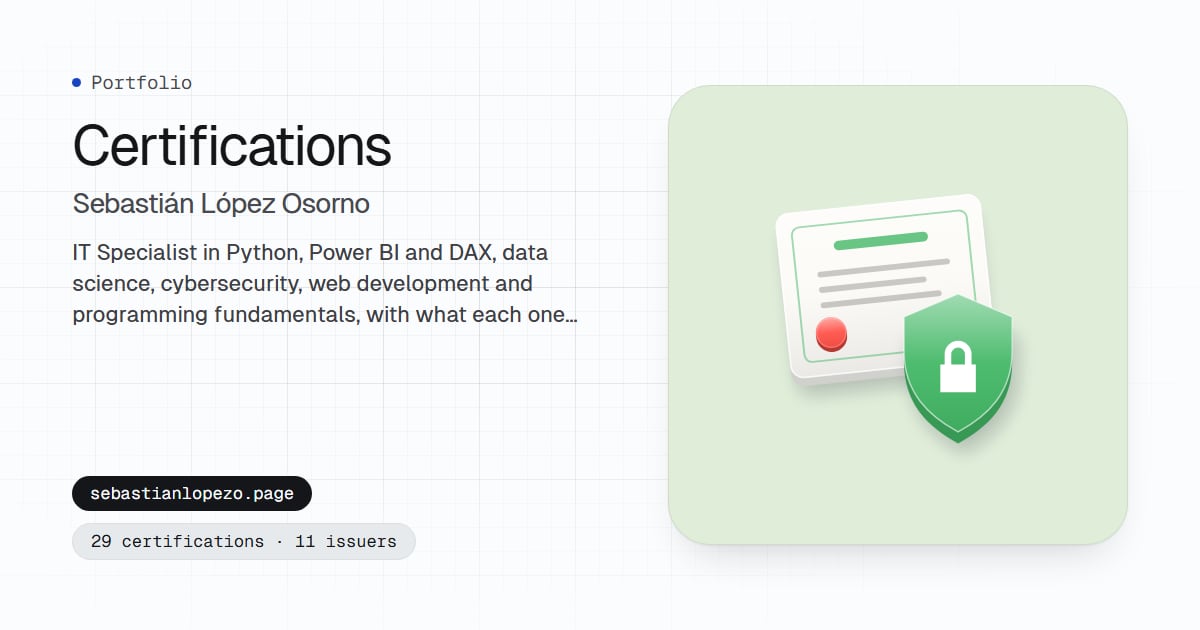 Portfolio
Certifications
Sebastián López Osorno
IT Specialist in Python, Power BI and DAX, data
science, cybersecurity, web development and
programming fundamentals, with what each one…
sebastianlopezo.page
29 certifications · 11 issuers